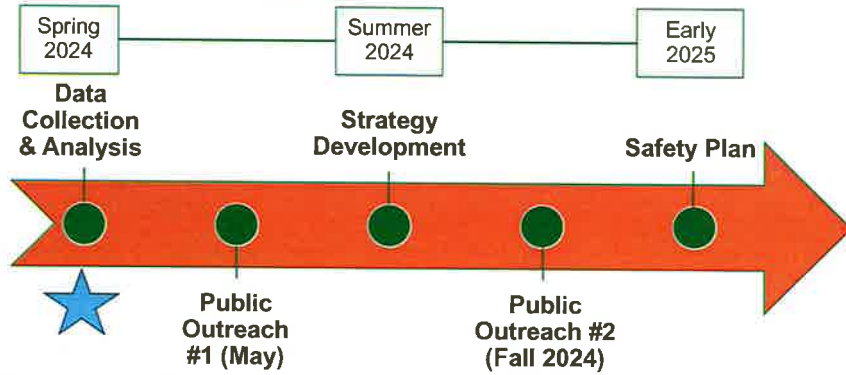 Spring
2024
Summer
2024
Early
2025
Data
Collection
& Analysis
Strategy
Development
Safety Plan
Public
Outreach
#1 (May)
Public
Outreach #2
(Fall 2024)